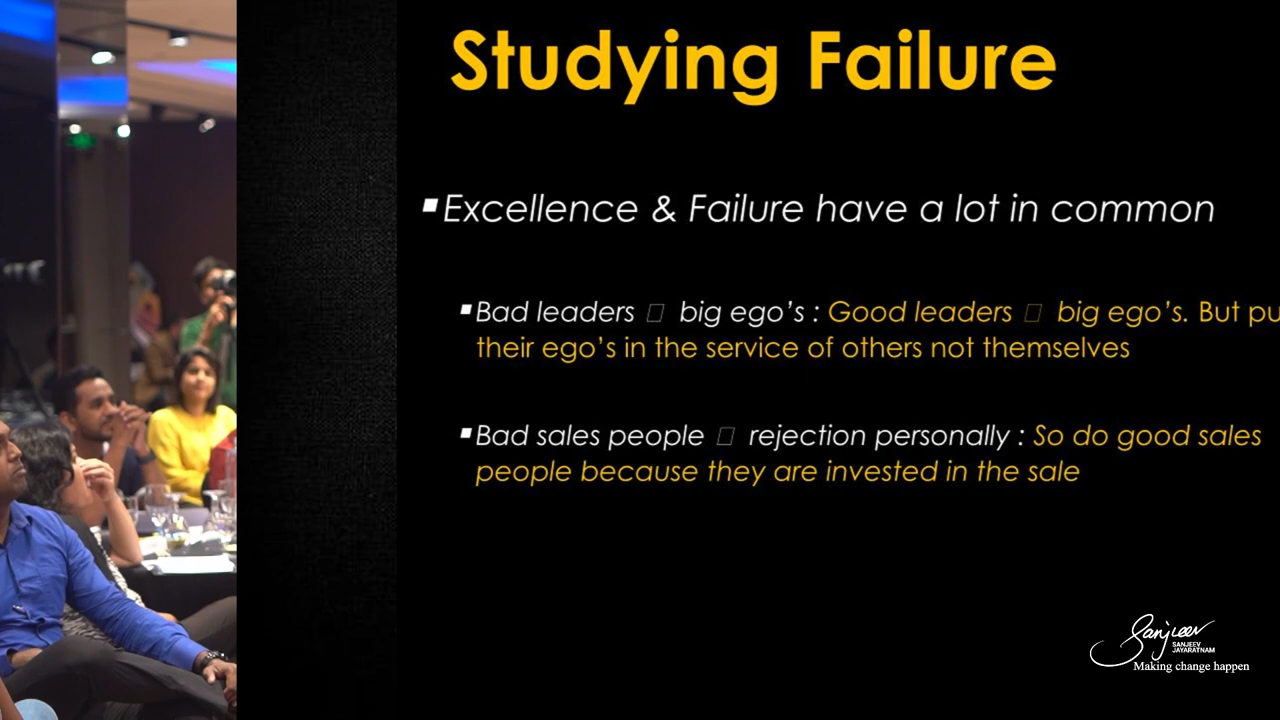 Studying Failure
Excellence & Failure have a lot in common
Bad leaders big ego's : Good leaders big ego's. But pu
their ego's in the service of others not themselves
Bad sales people rejection personally : So do good sales
people because they are invested in the sale
Sanjeev
SANJEEV
JAYARATNAM
Making change happen